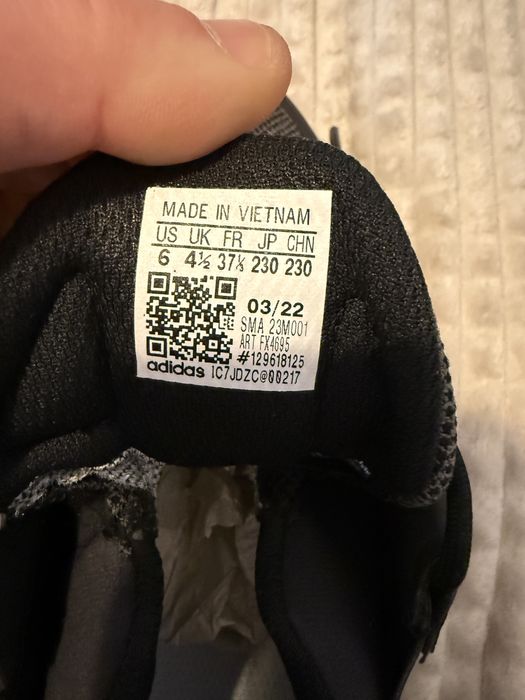 MADE IN VIETNAM
US UK FR JP CHN
6 4½ 37⅓ 230 230
03/22
SMA 23M001
ART FX4695
#129618125
adidas IC7JDZC@00217